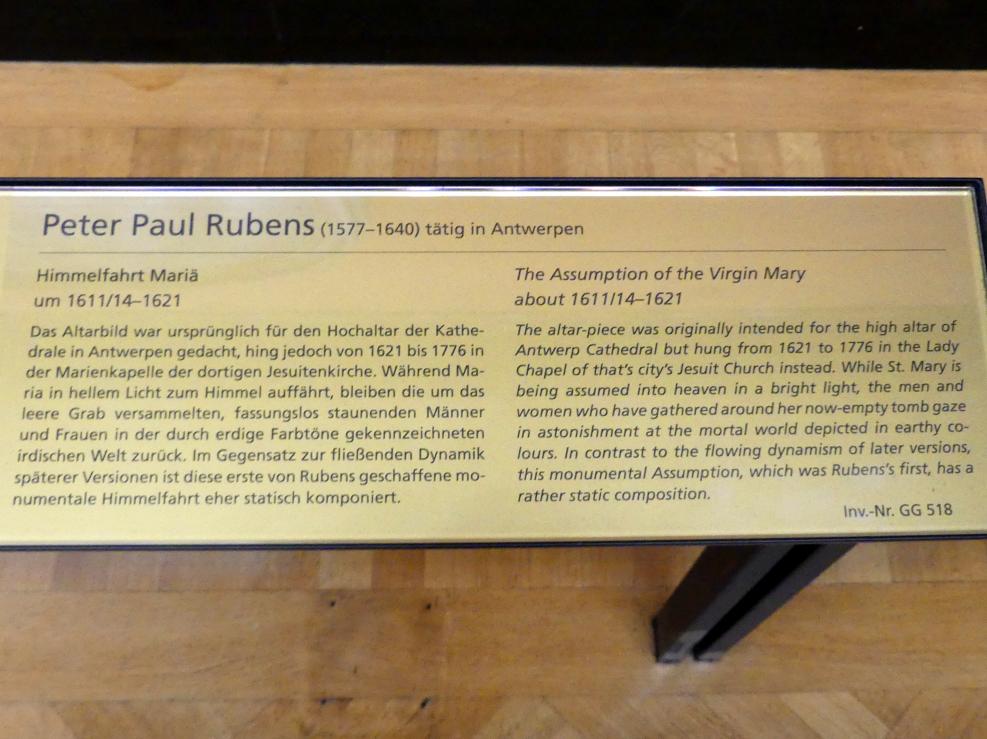 Peter Paul Rubens (1577–1640) tätig in Antwerpen
Himmelfahrt Mariä
um 1611/14–1621
Das Altarbild war ursprünglich für den Hochaltar der Kathe-
drale in Antwerpen gedacht, hing jedoch von 1621 bis 1776 in
der Marienkapelle der dortigen Jesuitenkirche. Während Ma-
ria in hellem Licht zum Himmel auffährt, bleiben die um das
leere Grab versammelten, fassungslos staunenden Männer
und Frauen in der durch erdige Farbtöne gekennzeichneten
irdischen Welt zurück. Im Gegensatz zur fließenden Dynamik
späterer Versionen ist diese erste von Rubens geschaffene mo-
numentale Himmelfahrt eher statisch komponiert.
The Assumption of the Virgin Mary
about 1611/14–1621
The altar-piece was originally intended for the high altar of
Antwerp Cathedral but hung from 1621 to 1776 in the Lady
Chapel of that's city's Jesuit Church instead. While St. Mary is
being assumed into heaven in a bright light, the men and
women who have gathered around her now-empty tomb gaze
in astonishment at the mortal world depicted in earthy co-
lours. In contrast to the flowing dynamism of later versions,
this monumental Assumption, which was Rubens's first, has a
rather static composition.
Inv.-Nr. GG 518